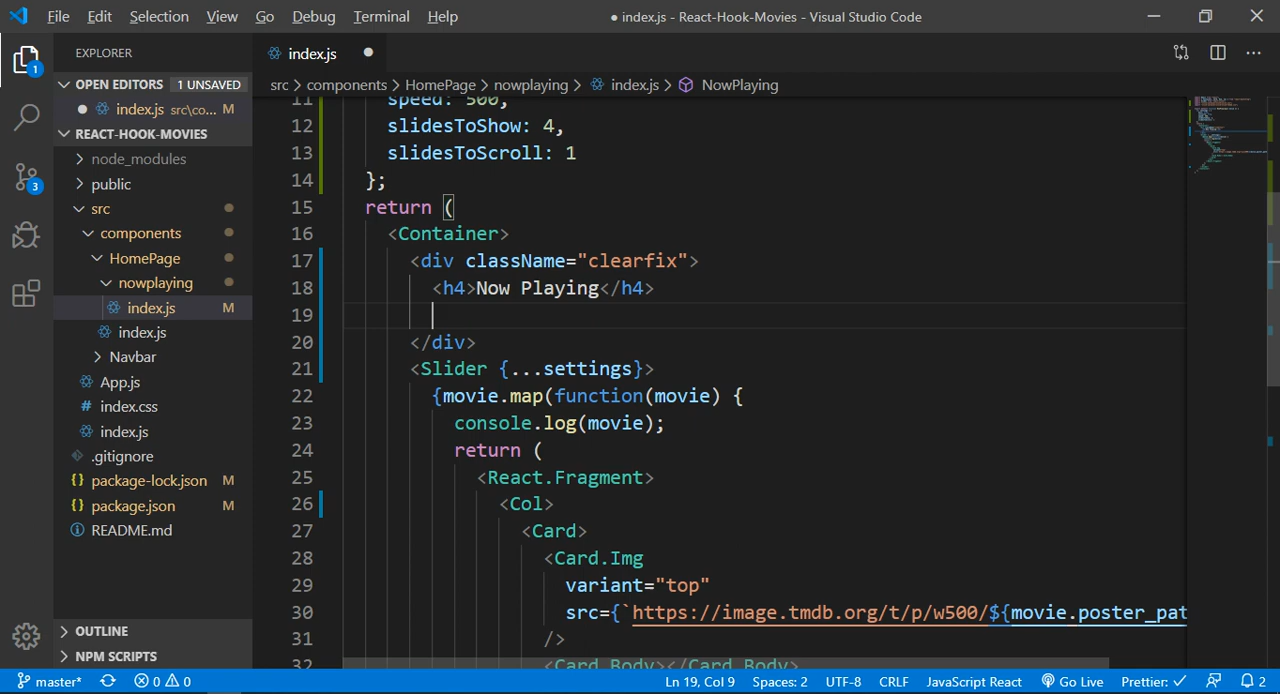 File Edit Selection View Go Debug Terminal Help
● index.js - React-Hook-Movies - Visual Studio Code
EXPLORER
OPEN EDITORS 1 UNSAVED
index.js src\co... M
REACT-HOOK-MOVIES
node_modules
public
src
components
HomePage
nowplaying
index.js M
index.js
Navbar
App.js
index.css
index.js
.gitignore
package-lock.json M
package.json M
README.md
OUTLINE
NPM SCRIPTS
1
3
index.js
src > components > HomePage > nowplaying > index.js > NowPlaying
11 speed: 500,
12 slidesToShow: 4,
13 slidesToScroll: 1
14 };
15 return (
16 <Container>
17 <div className="clearfix">
18 <h4>Now Playing</h4>
19
20 </div>
21 <Slider {...settings}>
22 {movie.map(function(movie) {
23 console.log(movie);
24 return (
25 <React.Fragment>
26 <Col>
27 <Card>
28 <Card.Img
29 variant="top"
30 src={`https://image.tmdb.org/t/p/w500/${movie.poster_pat
31 />
32 <Card.Body></Card.Body>
master* 0 0 Ln 19, Col 9 Spaces: 2 UTF-8 CRLF JavaScript React Go Live Prettier: ✓ 2